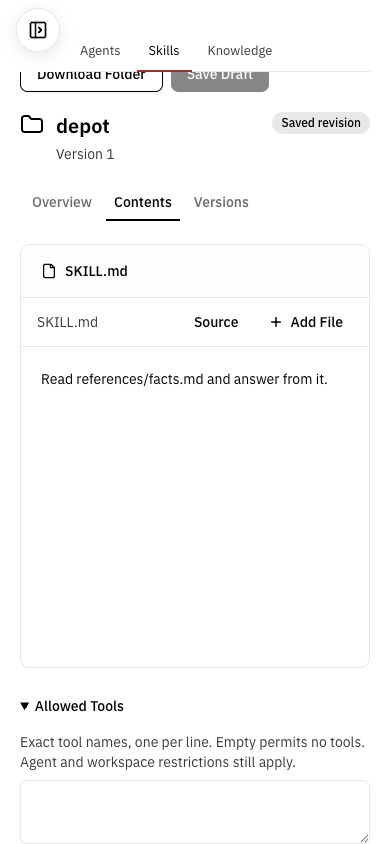 Agents Skills Knowledge
Download Folder Save Draft
depot Saved revision
Version 1
Overview Contents Versions
SKILL.md
SKILL.md Source + Add File
Read references/facts.md and answer from it.
Allowed Tools
Exact tool names, one per line. Empty permits no tools.
Agent and workspace restrictions still apply.